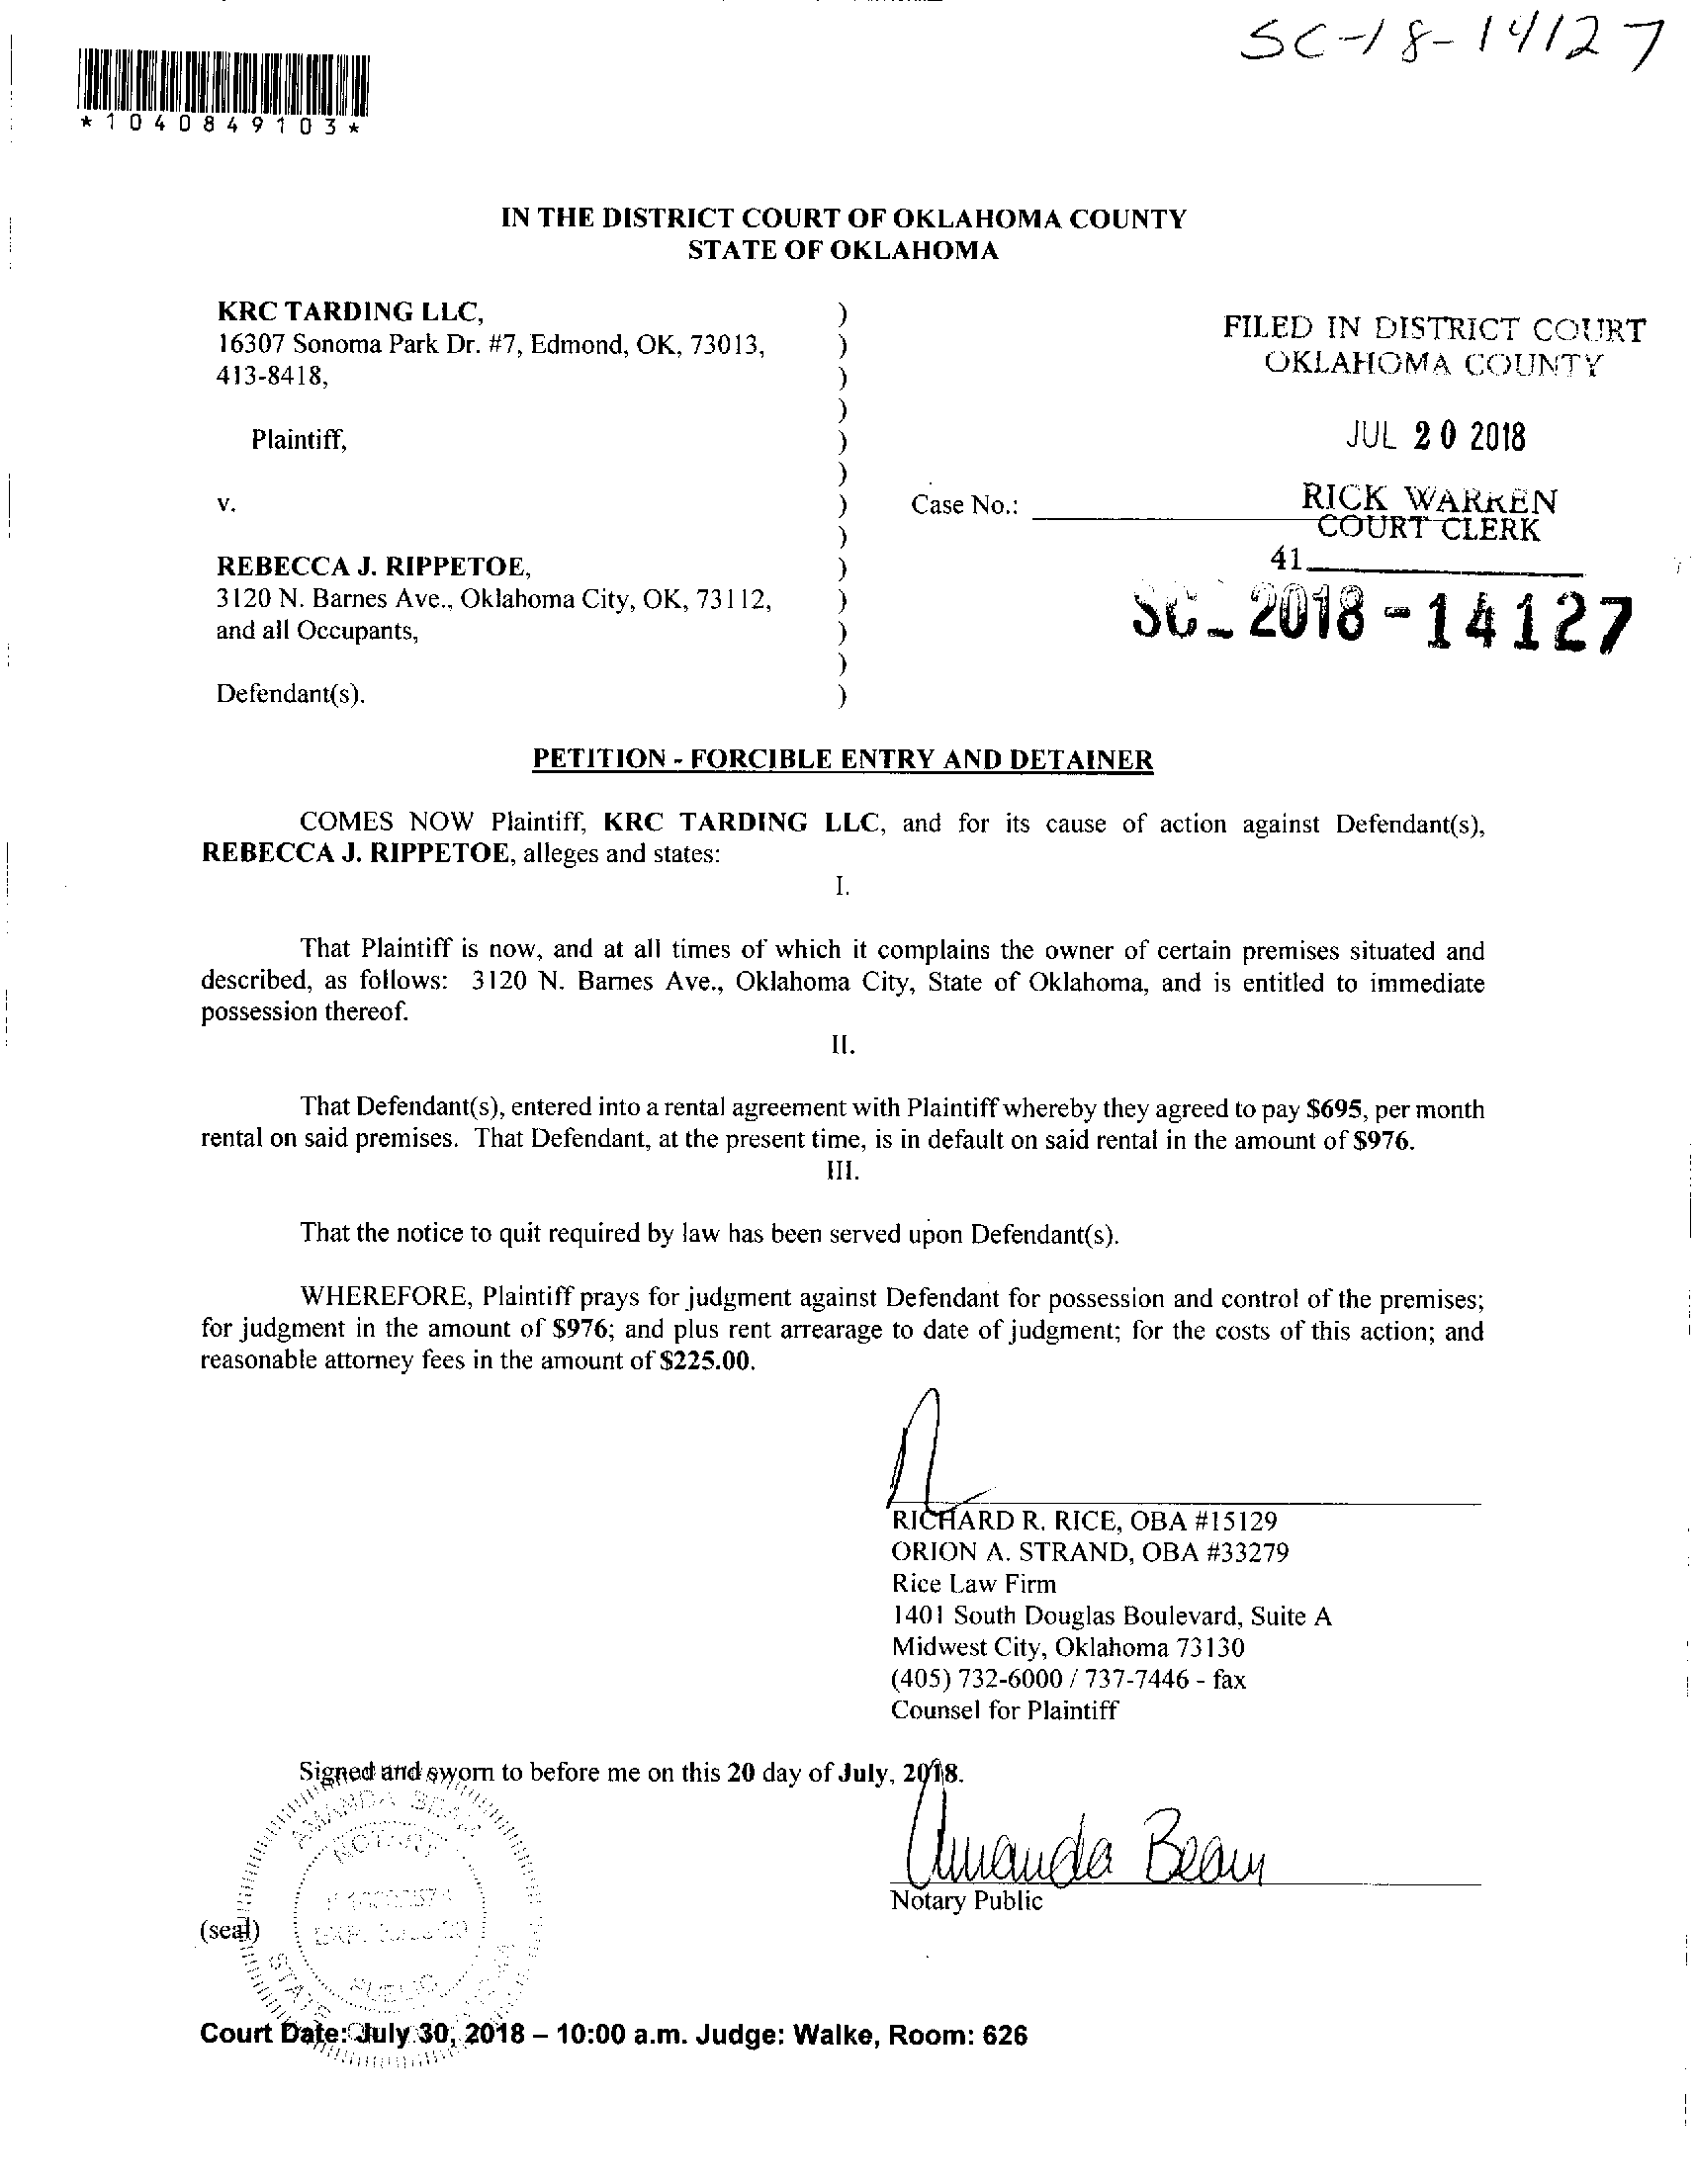 SC-18-14127
*1040849103*
IN THE DISTRICT COURT OF OKLAHOMA COUNTY
STATE OF OKLAHOMA
KRC TARDING LLC, )
16307 Sonoma Park Dr. #7, Edmond, OK, 73013, )
413-8418, )
)
Plaintiff, )
)
v. ) Case No.:
)
REBECCA J. RIPPETOE, )
3120 N. Barnes Ave., Oklahoma City, OK, 73112, )
and all Occupants, )
)
Defendant(s). )
FILED IN DISTRICT COURT
OKLAHOMA COUNTY
JUL 20 2018
RICK WARREN
COURT CLERK
41
SC-2018-14127
PETITION - FORCIBLE ENTRY AND DETAINER
COMES NOW Plaintiff, KRC TARDING LLC, and for its cause of action against Defendant(s),
REBECCA J. RIPPETOE, alleges and states:
I.
That Plaintiff is now, and at all times of which it complains the owner of certain premises situated and
described, as follows: 3120 N. Barnes Ave., Oklahoma City, State of Oklahoma, and is entitled to immediate
possession thereof.
II.
That Defendant(s), entered into a rental agreement with Plaintiff whereby they agreed to pay $695, per month
rental on said premises. That Defendant, at the present time, is in default on said rental in the amount of $976.
III.
That the notice to quit required by law has been served upon Defendant(s).
WHEREFORE, Plaintiff prays for judgment against Defendant for possession and control of the premises;
for judgment in the amount of $976; and plus rent arrearage to date of judgment; for the costs of this action; and
reasonable attorney fees in the amount of $225.00.
RICHARD R. RICE, OBA #15129
ORION A. STRAND, OBA #33279
Rice Law Firm
1401 South Douglas Boulevard, Suite A
Midwest City, Oklahoma 73130
(405) 732-6000 / 737-7446 - fax
Counsel for Plaintiff
Signed and sworn to before me on this 20 day of July, 2018.
AMANDA BEAM
NOTARY
PUBLIC
STATE
Amanda Beam
Notary Public
(seal)
Court Date: July 30, 2018 – 10:00 a.m. Judge: Walke, Room: 626